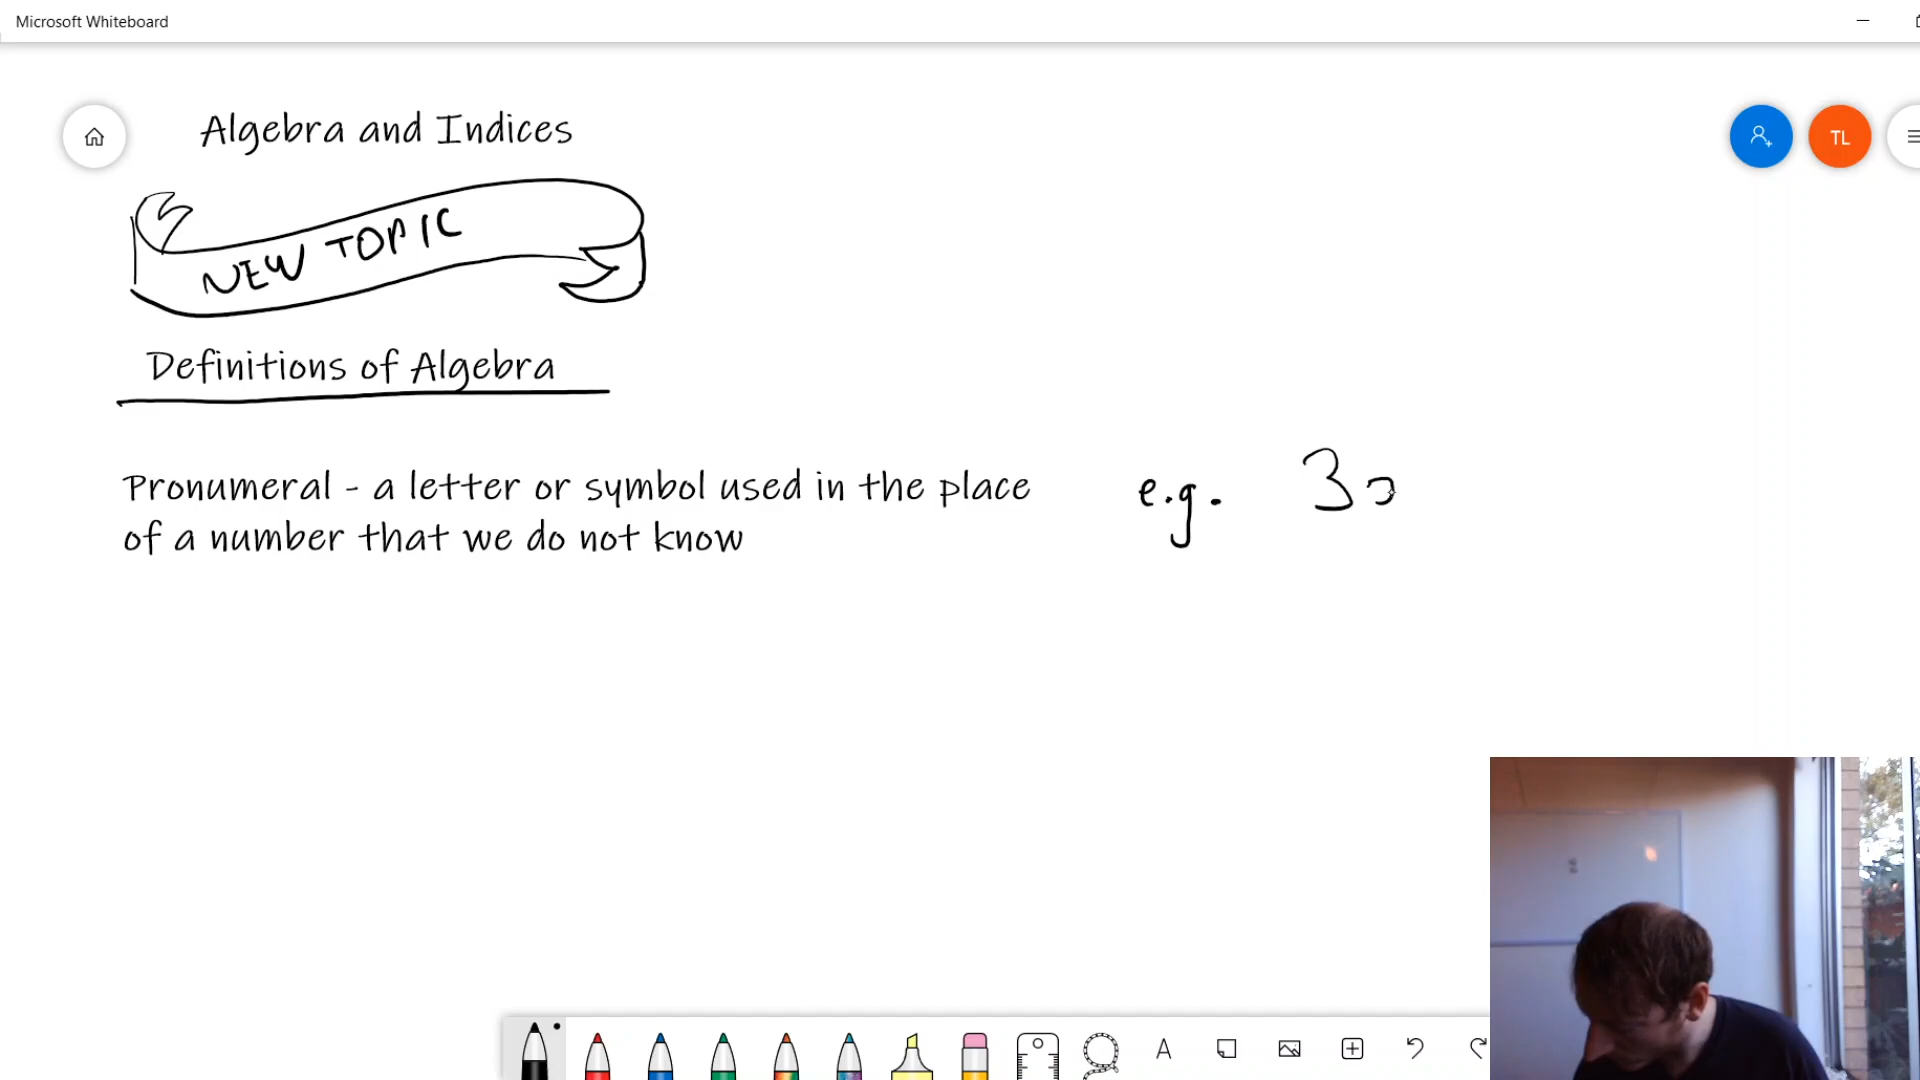 Microsoft Whiteboard
Algebra and Indices
TL
NEW TOPIC
Definitions of Algebra
Pronumeral - a letter or symbol used in the place
of a number that we do not know
e.g. 3
A